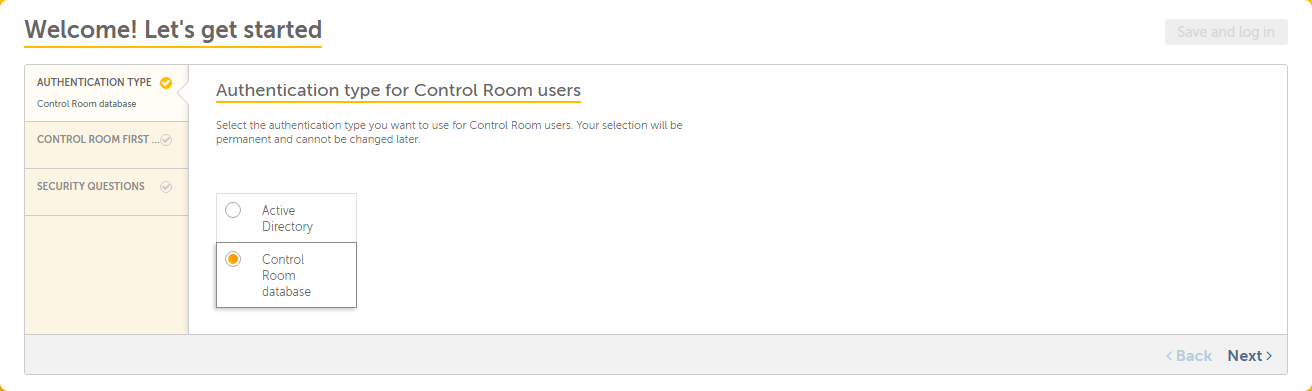 Welcome! Let's get started
Save and log in
AUTHENTICATION TYPE
Control Room database
CONTROL ROOM FIRST ...
SECURITY QUESTIONS
Authentication type for Control Room users
Select the authentication type you want to use for Control Room users. Your selection will be
permanent and cannot be changed later.
Active
Directory
Control
Room
database
Back
Next